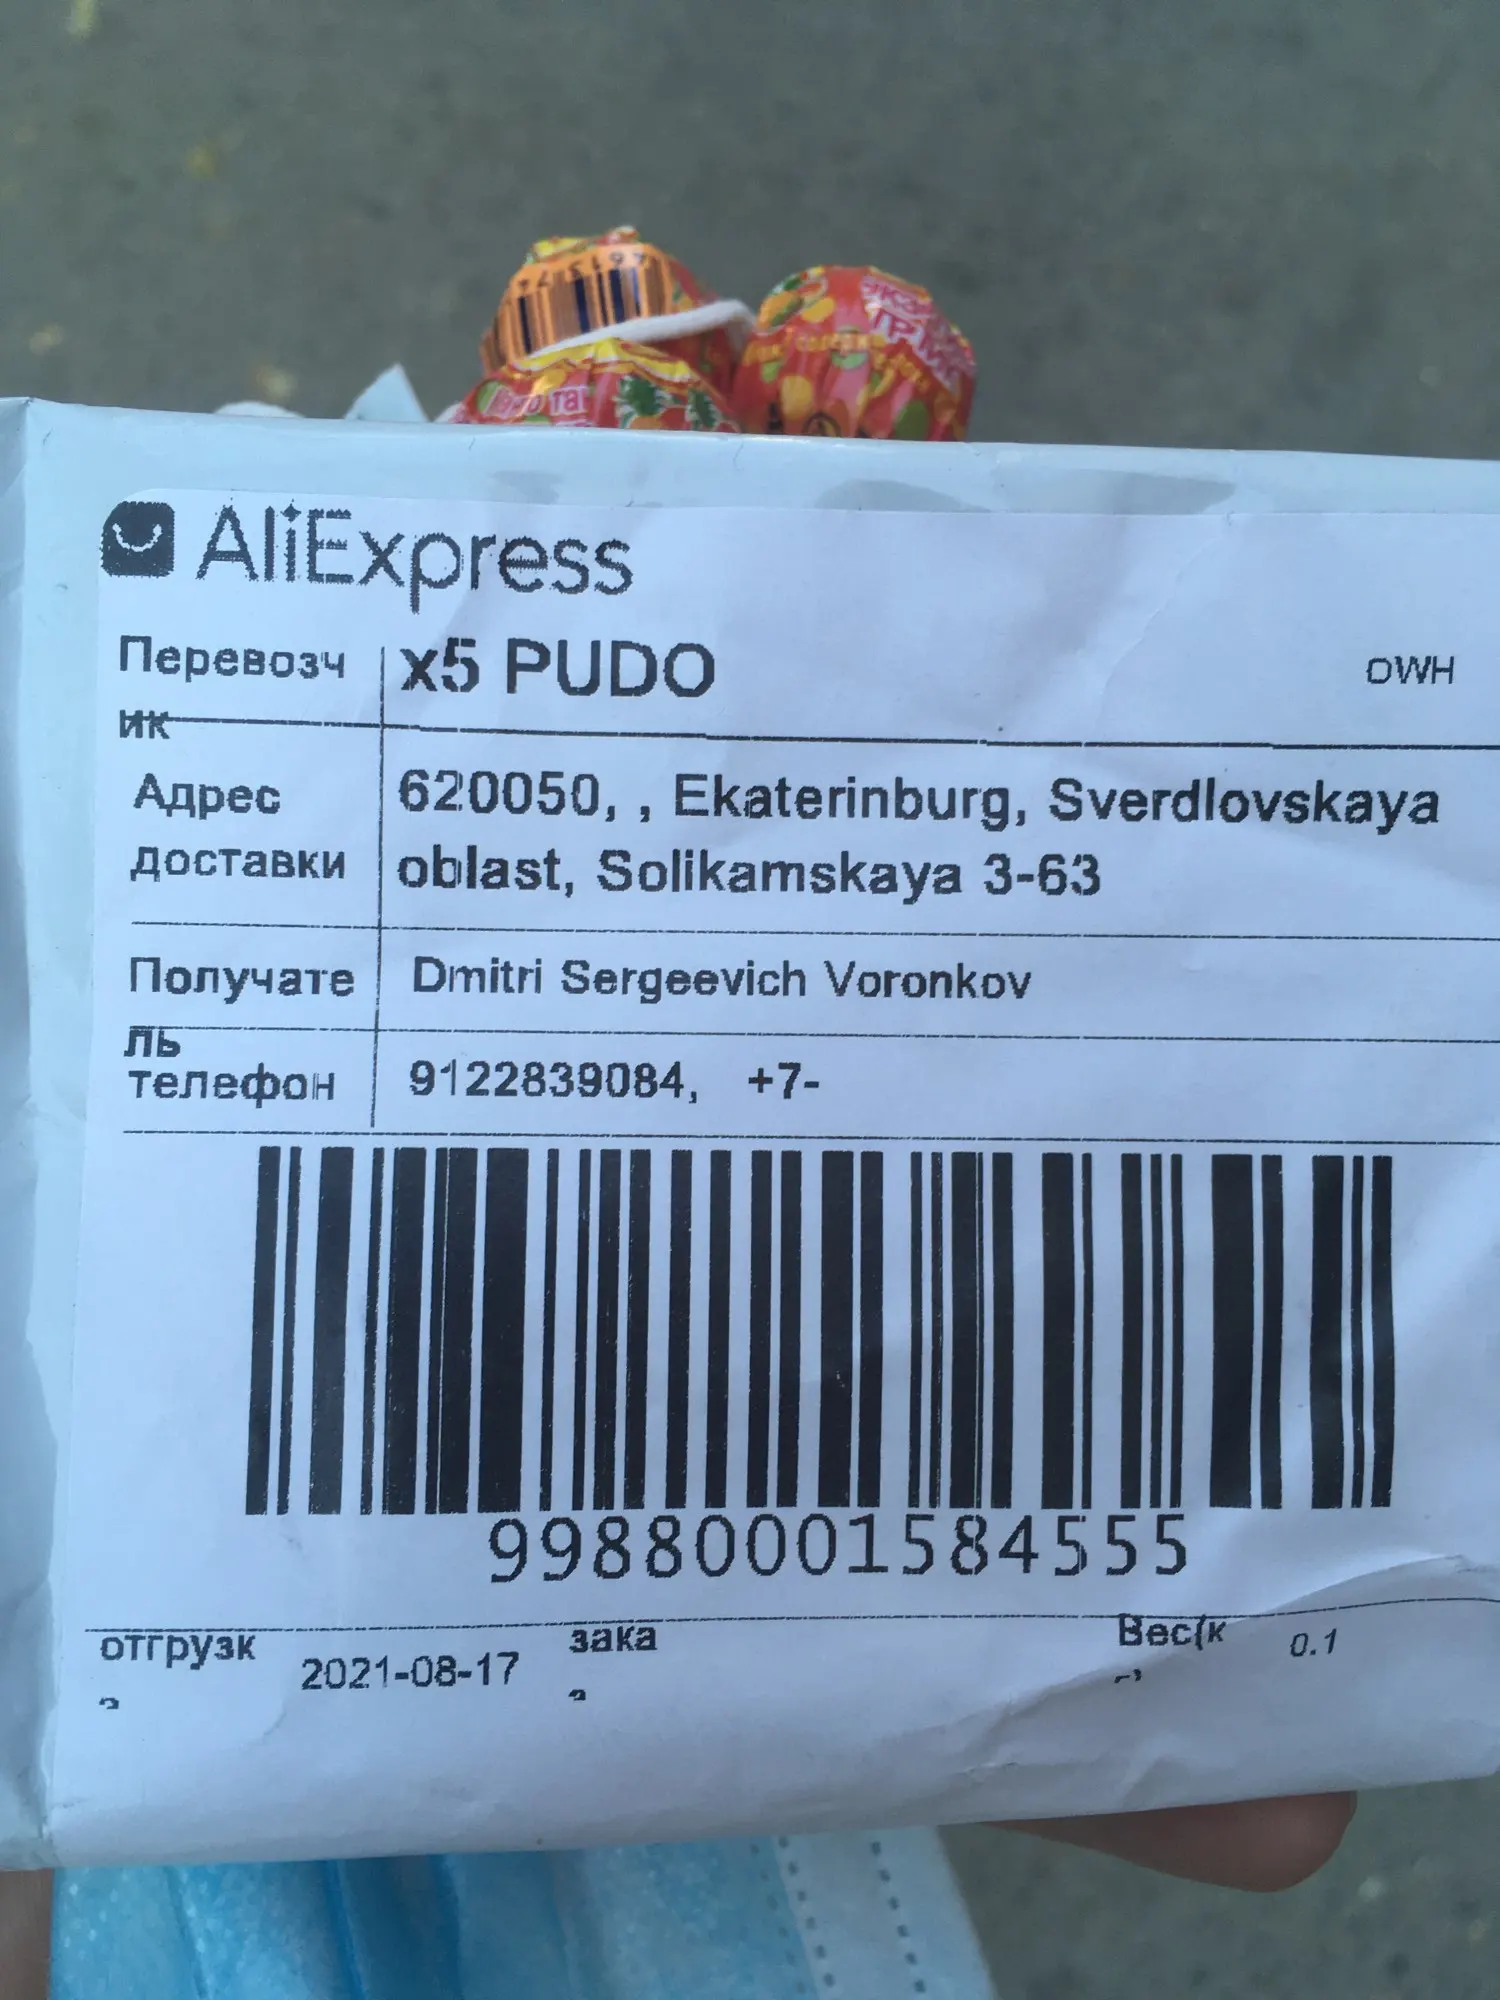 AliExpress
Перевозч
ик
x5 PUDO
OWH
Адрес
доставки
620050, , Ekaterinburg, Sverdlovskaya
oblast, Solikamskaya 3-63
Получате
ль
Dmitri Sergeevich Voronkov
телефон
9122839084, +7-
99880001584555
отгрузк
2021-08-17
зака
Вес(к
0.1